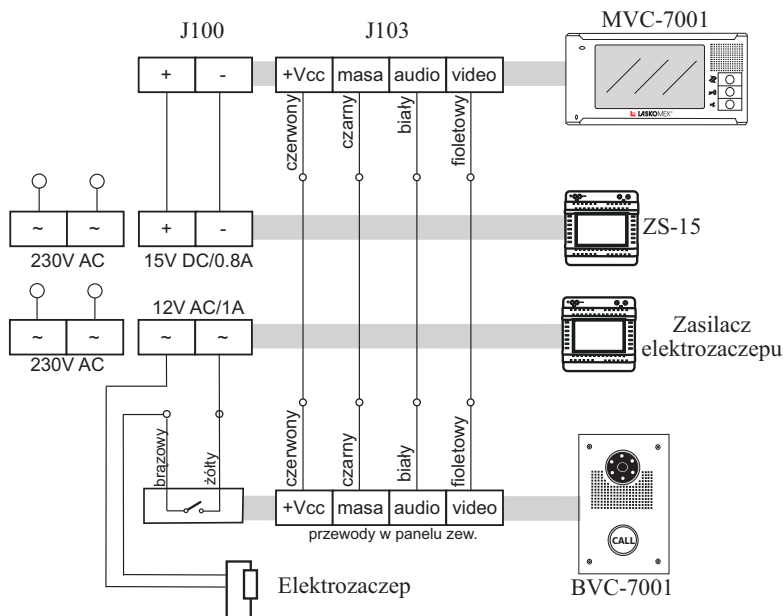 J100
J103
MVC-7001
+
-
+Vcc
masa
audio
video
LASKOMEX
czerwony
czarny
biały
fioletowy
~
~
+
-
ZS-15
230V AC
15V DC/0.8A
12V AC/1A
~
~
~
~
230V AC
Zasilacz
elektrozaczepu
brązowy
żółty
czerwony
czarny
biały
fioletowy
+Vcc
masa
audio
video
przewody w panelu zew.
CALL
Elektrozaczep
BVC-7001